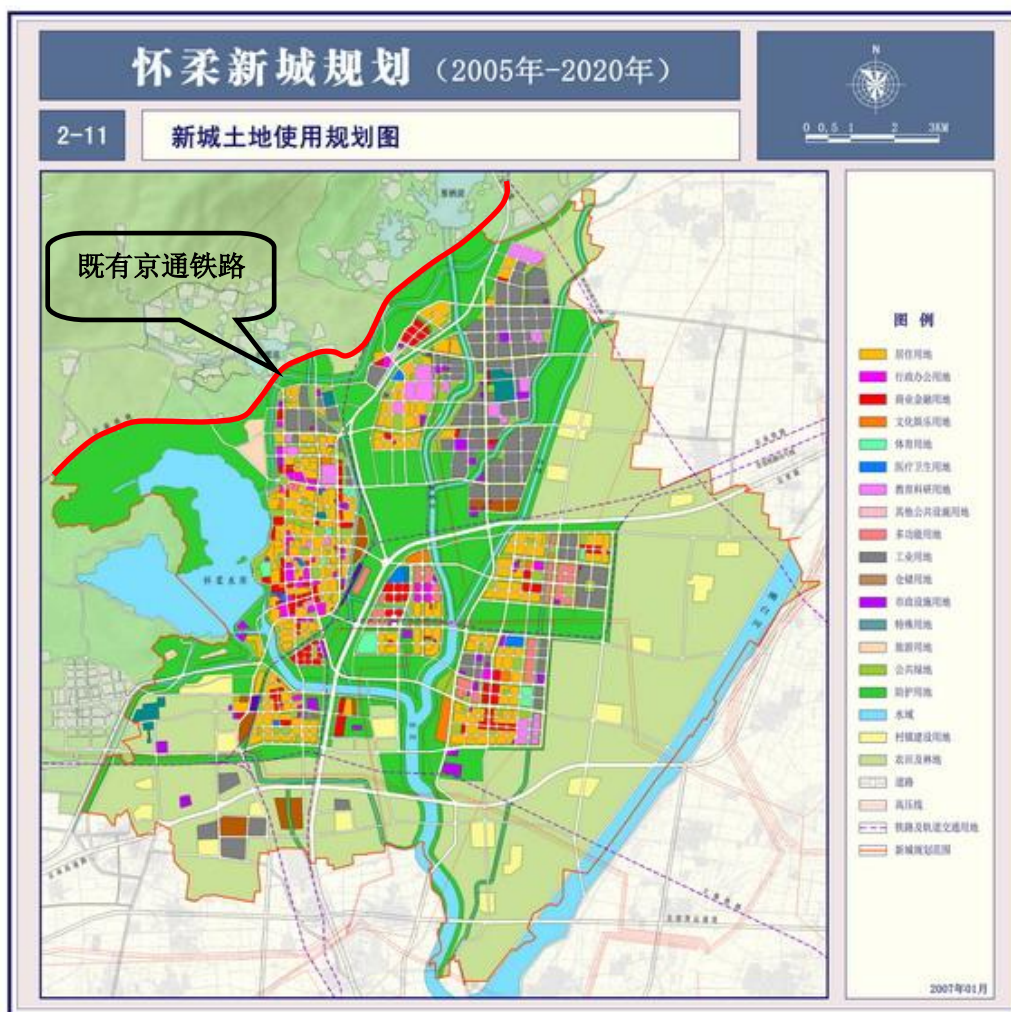 怀柔新城规划（2005年-2020年）
N
2-11
新城土地使用规划图
0 0.5 1 2 3KM
既有京通铁路
怀柔水库
图 例
居住用地
行政办公用地
商业金融用地
文化娱乐用地
体育用地
医疗卫生用地
教育科研用地
其他公共设施用地
多功能用地
工业用地
仓储用地
市政设施用地
特殊用地
旅游用地
公共绿地
防护用地
水域
村镇建设用地
农田及林地
道路
高压线
铁路及轨道交通用地
新城规划范围
2007年01月